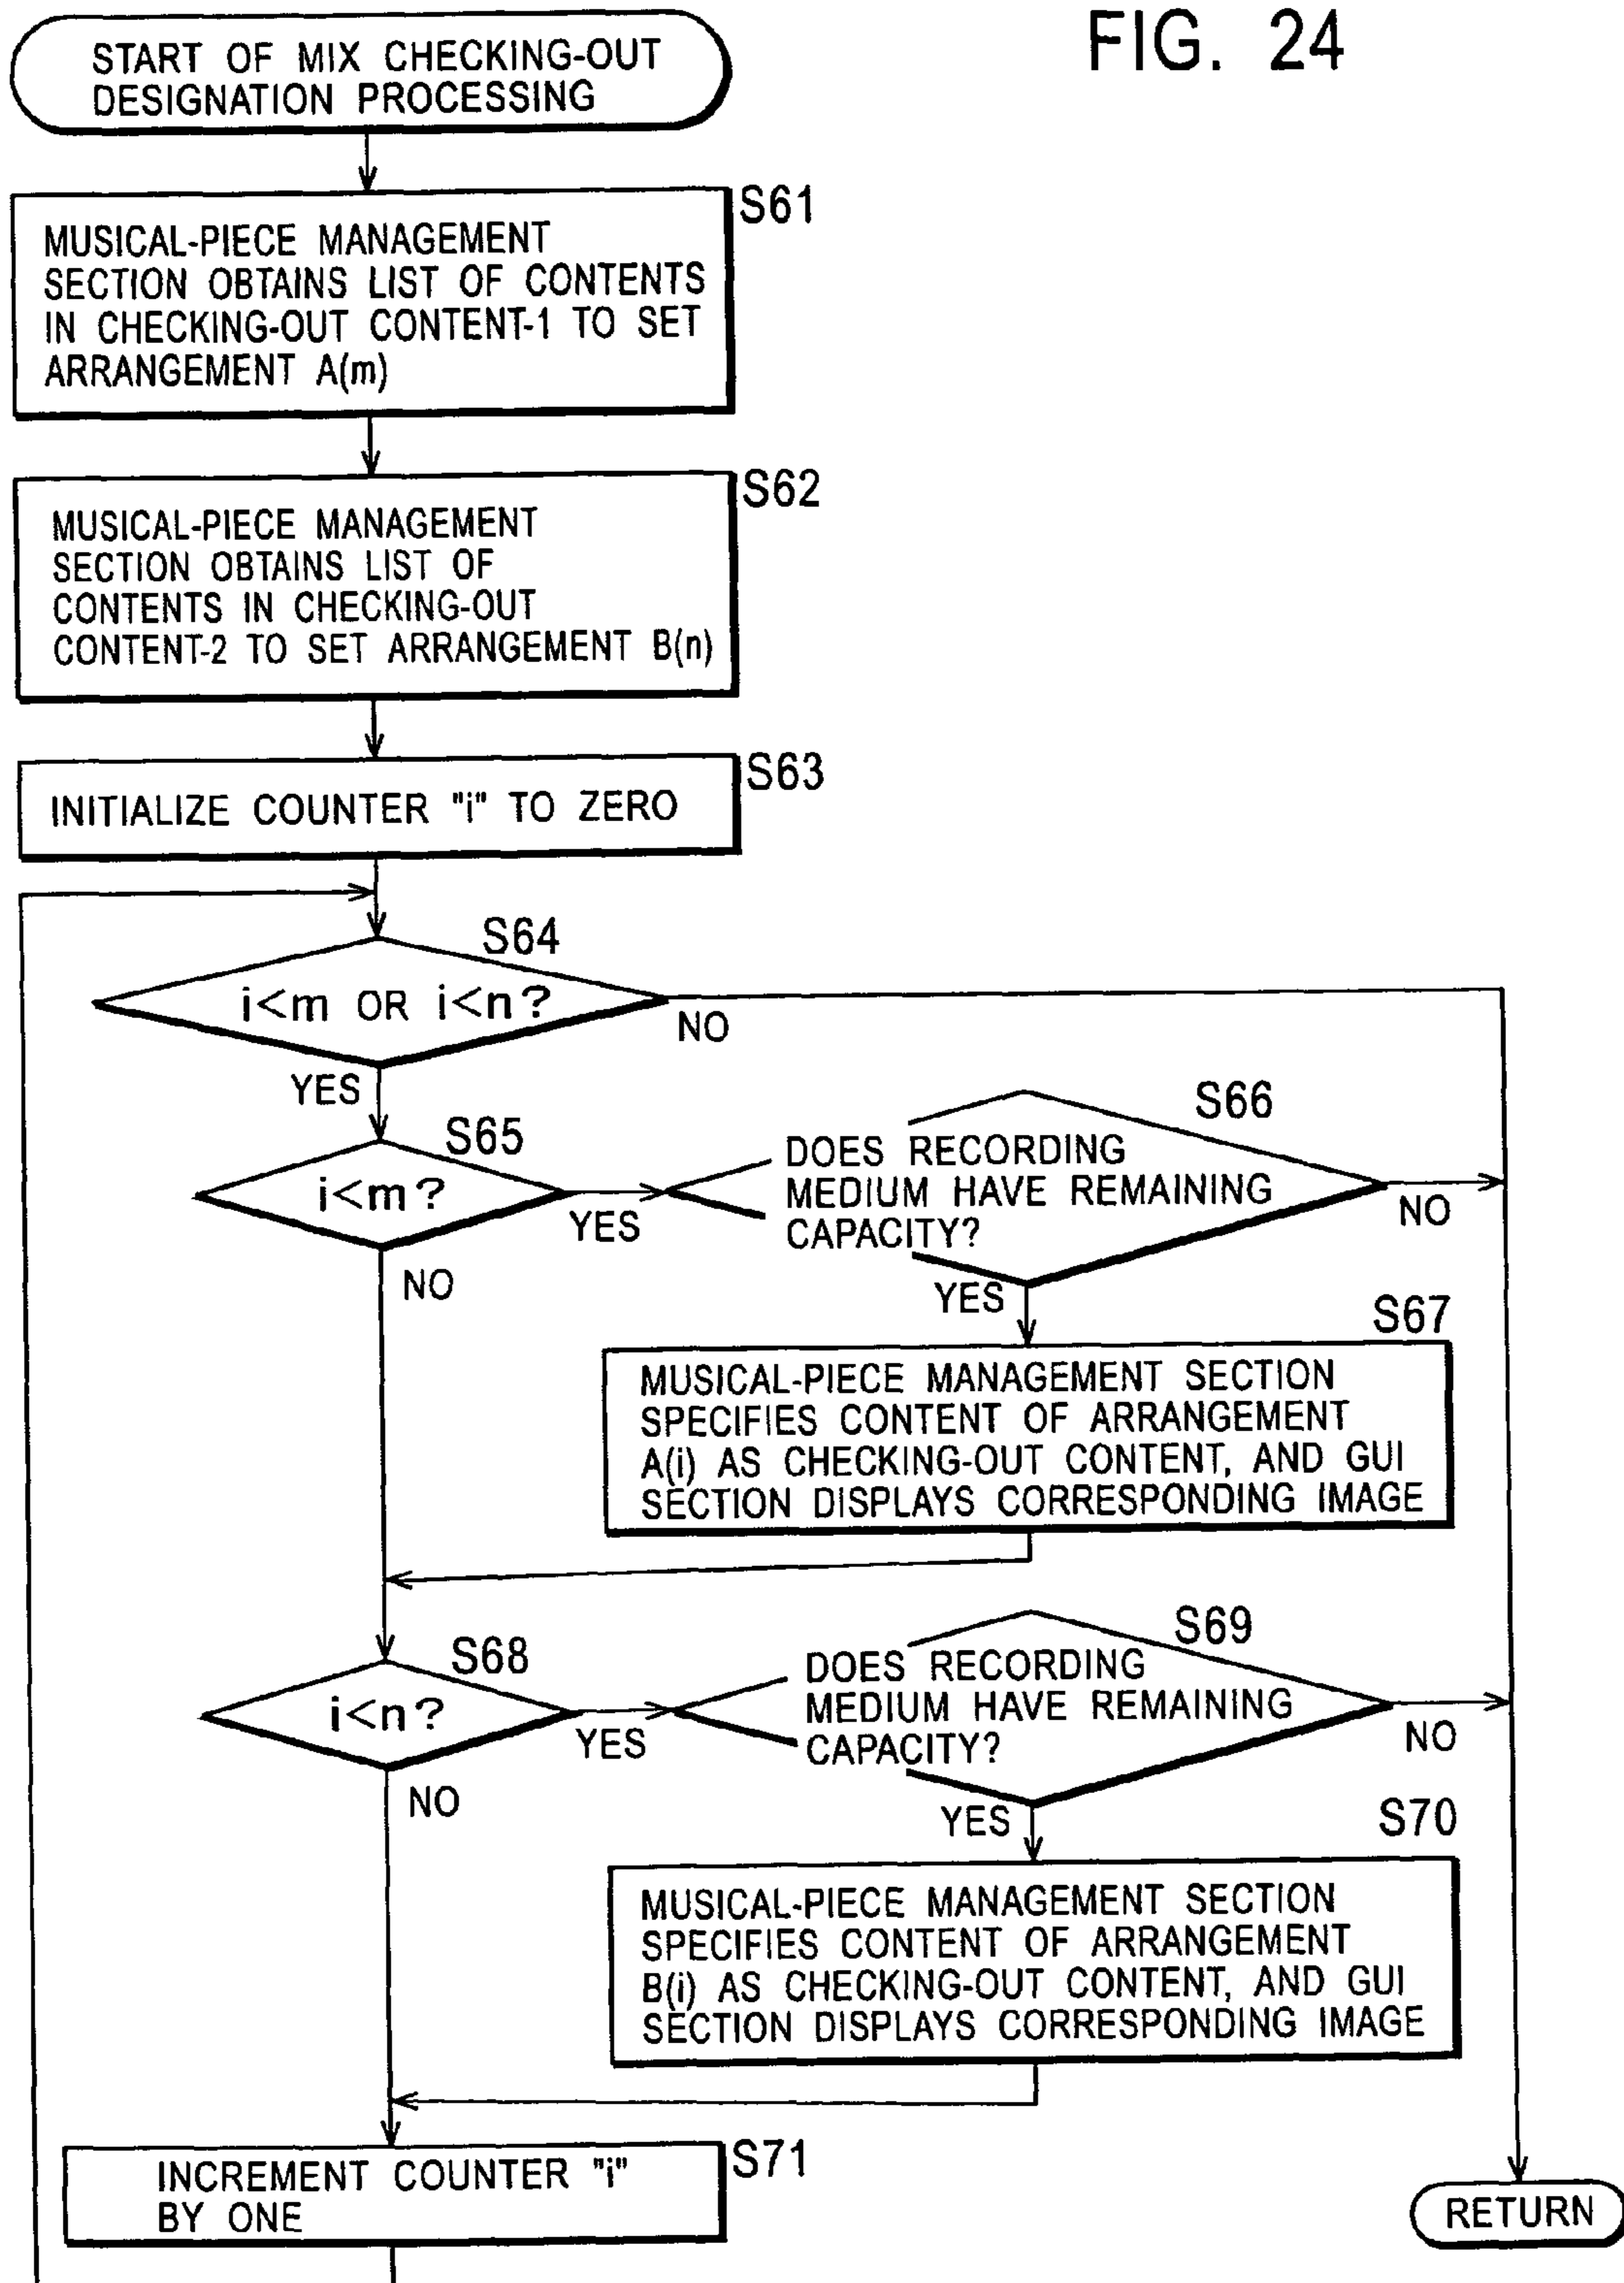 FIG. 24
START OF MIX CHECKING-OUT
DESIGNATION PROCESSING
S61
MUSICAL-PIECE MANAGEMENT
SECTION OBTAINS LIST OF CONTENTS
IN CHECKING-OUT CONTENT-1 TO SET
ARRANGEMENT A(m)
S62
MUSICAL-PIECE MANAGEMENT
SECTION OBTAINS LIST OF
CONTENTS IN CHECKING-OUT
CONTENT-2 TO SET ARRANGEMENT B(n)
S63
INITIALIZE COUNTER "i" TO ZERO
S64
i<m OR i<n?
NO
YES
S65
i<m?
YES
NO
S66
DOES RECORDING
MEDIUM HAVE REMAINING
CAPACITY?
NO
YES
S67
MUSICAL-PIECE MANAGEMENT SECTION
SPECIFIES CONTENT OF ARRANGEMENT
A(i) AS CHECKING-OUT CONTENT, AND GUI
SECTION DISPLAYS CORRESPONDING IMAGE
S68
i<n?
YES
NO
S69
DOES RECORDING
MEDIUM HAVE REMAINING
CAPACITY?
NO
YES
S70
MUSICAL-PIECE MANAGEMENT SECTION
SPECIFIES CONTENT OF ARRANGEMENT
B(i) AS CHECKING-OUT CONTENT, AND GUI
SECTION DISPLAYS CORRESPONDING IMAGE
S71
INCREMENT COUNTER "i"
BY ONE
RETURN